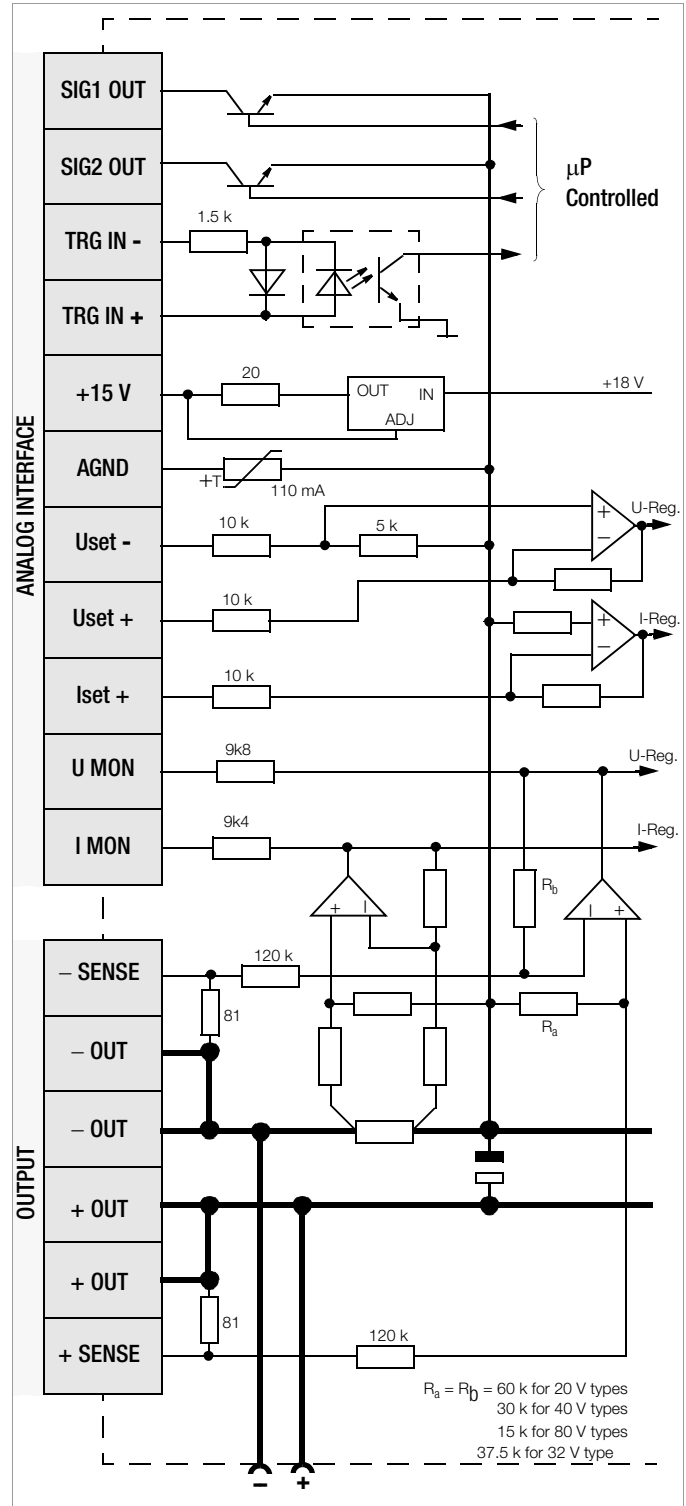 ANALOG INTERFACE
SIG1 OUT
SIG2 OUT
µP
Controlled
TRG IN -
1.5 k
TRG IN +
+15 V
20
OUT IN
ADJ
+18 V
AGND
+T
110 mA
Uset -
10 k
5 k
+
−
U-Reg.
Uset +
10 k
+
−
I-Reg.
Iset +
10 k
U MON
9k8
U-Reg.
I MON
9k4
I-Reg.
+ −
Rb
− +
OUTPUT
− SENSE
120 k
81
Ra
− OUT
− OUT
+ OUT
+ OUT
81
+ SENSE
120 k
Ra = Rb = 60 k for 20 V types
30 k for 40 V types
15 k for 80 V types
37.5 k for 32 V type
− +